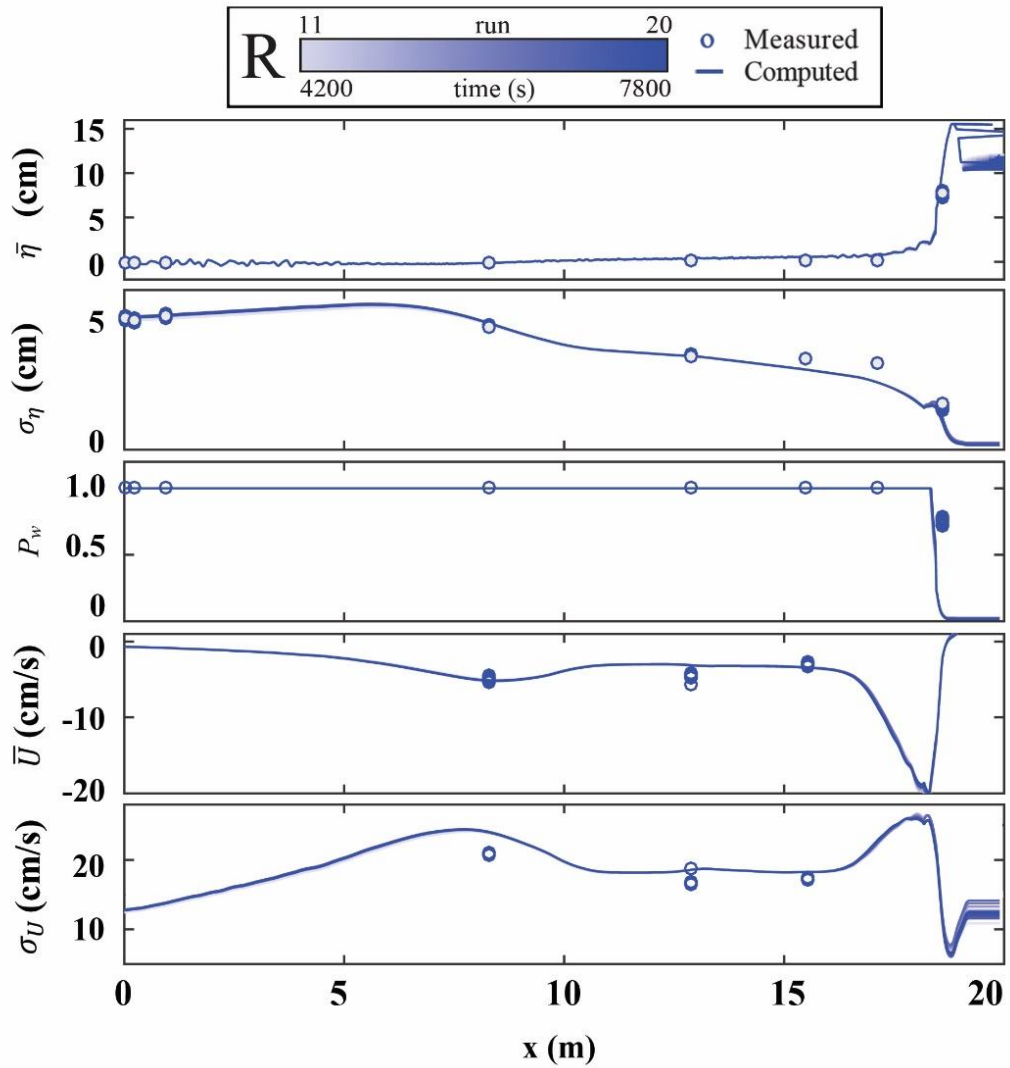 11 run 20
R
4200 time (s) 7800
Measured
Computed
15
10
5
0
η̄ (cm)
5
0
σ_η (cm)
1.0
0.5
0
P_w
0
-10
-20
U̅ (cm/s)
20
10
σ_U (cm/s)
0 5 10 15 20
x (m)